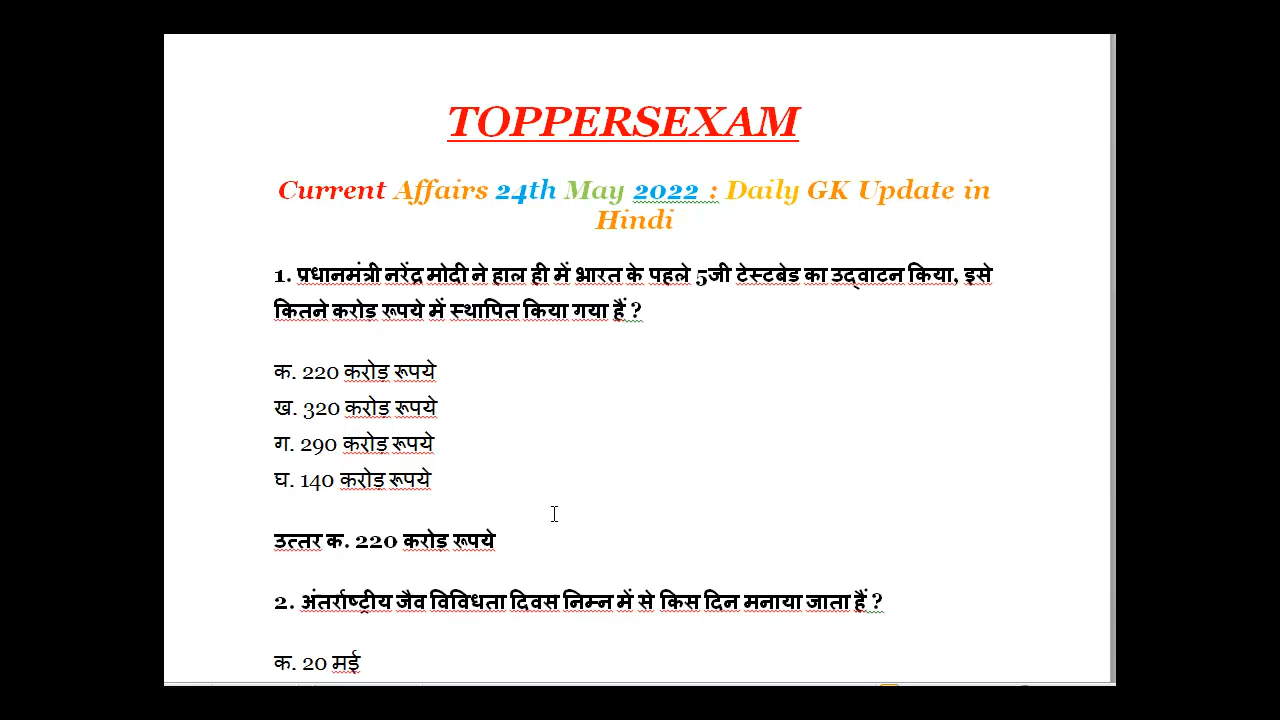 TOPPERSEXAM
Current Affairs 24th May 2022 : Daily GK Update in
Hindi
1. प्रधानमंत्री नरेंद्र मोदी ने हाल ही में भारत के पहले 5जी टेस्टबेड का उद्घाटन किया, इसे
कितने करोड़ रूपये में स्थापित किया गया हैं ?
क. 220 करोड़ रूपये
ख. 320 करोड़ रूपये
ग. 290 करोड़ रूपये
घ. 140 करोड़ रूपये
उत्तर क. 220 करोड़ रूपये
2. अंतर्राष्ट्रीय जैव विविधता दिवस निम्न में से किस दिन मनाया जाता हैं ?
क. 20 मई